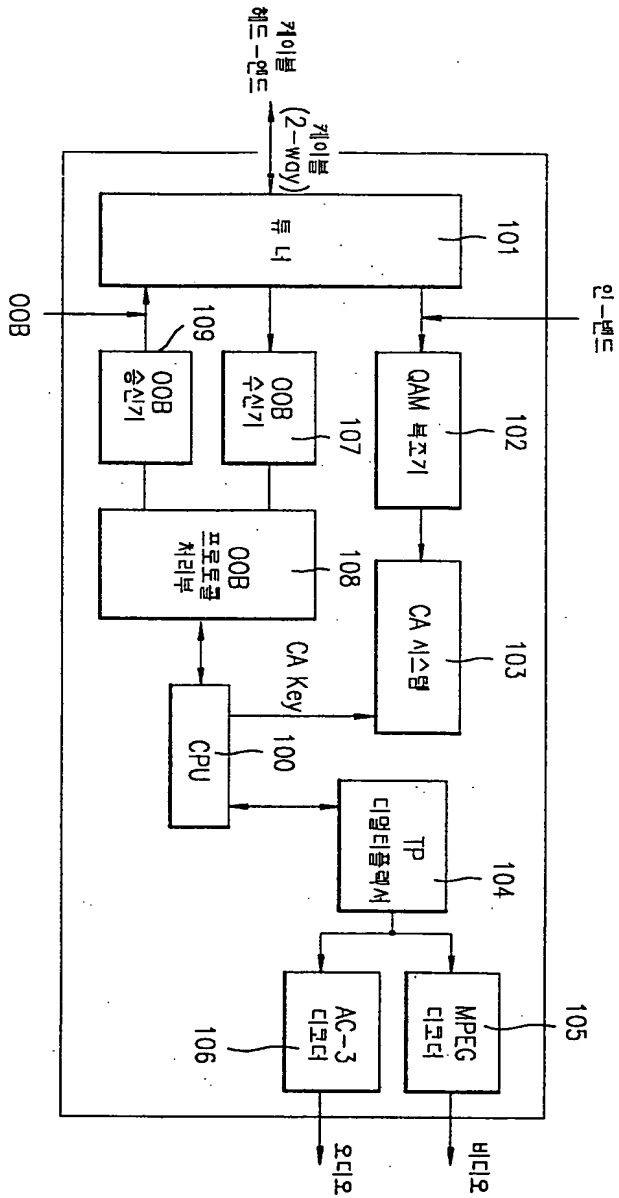 케이블
헤드-엔드
케이블
(2-way)
튜 너
101
인-밴드
QAM 복조기
102
CA 시스템
103
OOB
수신기
107
OOB
송신기
109
OOB
OOB
프로토콜
처리부
108
CA Key
CPU
100
TP
디멀티플렉서
104
MPEG
디코더
105
AC-3
디코더
106
비디오
오디오